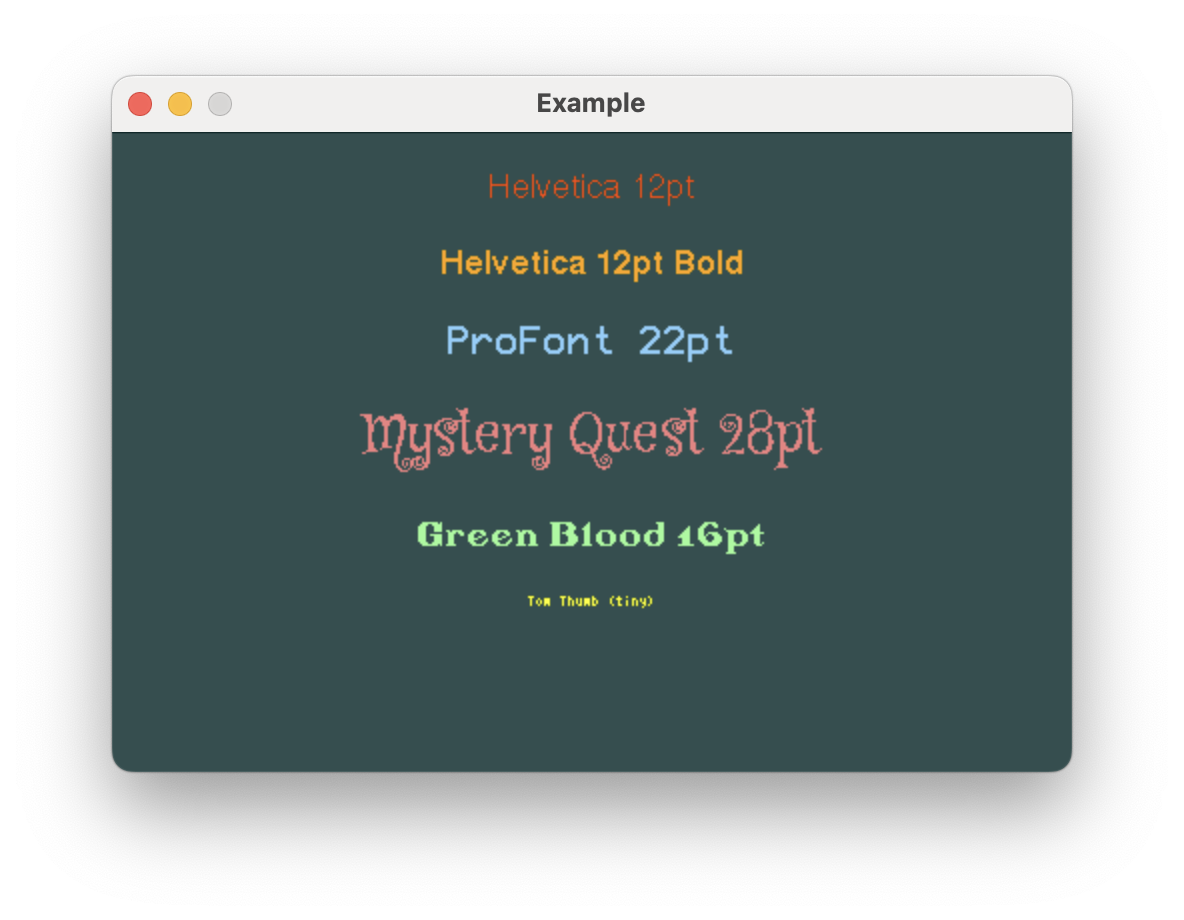 Example
Helvetica 12pt
Helvetica 12pt Bold
ProFont 22pt
Mystery Quest 28pt
Green Blood 16pt
Tom Thumb (tiny)